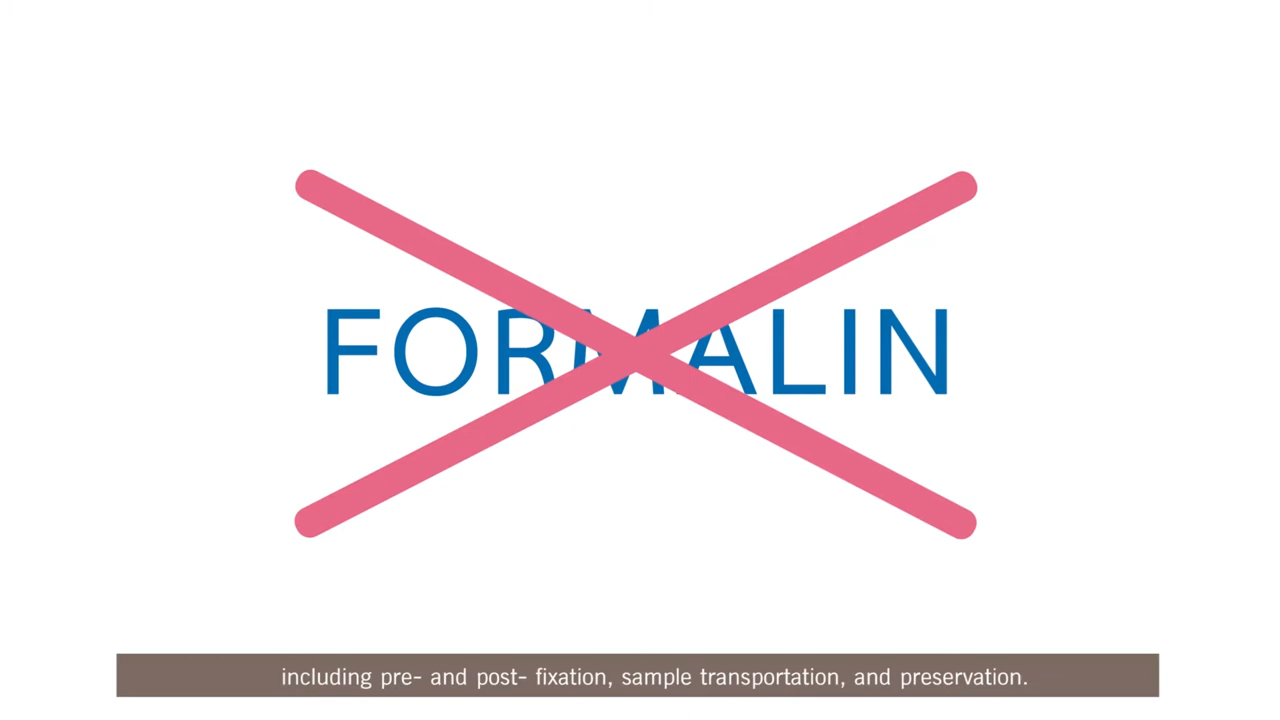 FORMALIN
including pre- and post- fixation, sample transportation, and preservation.